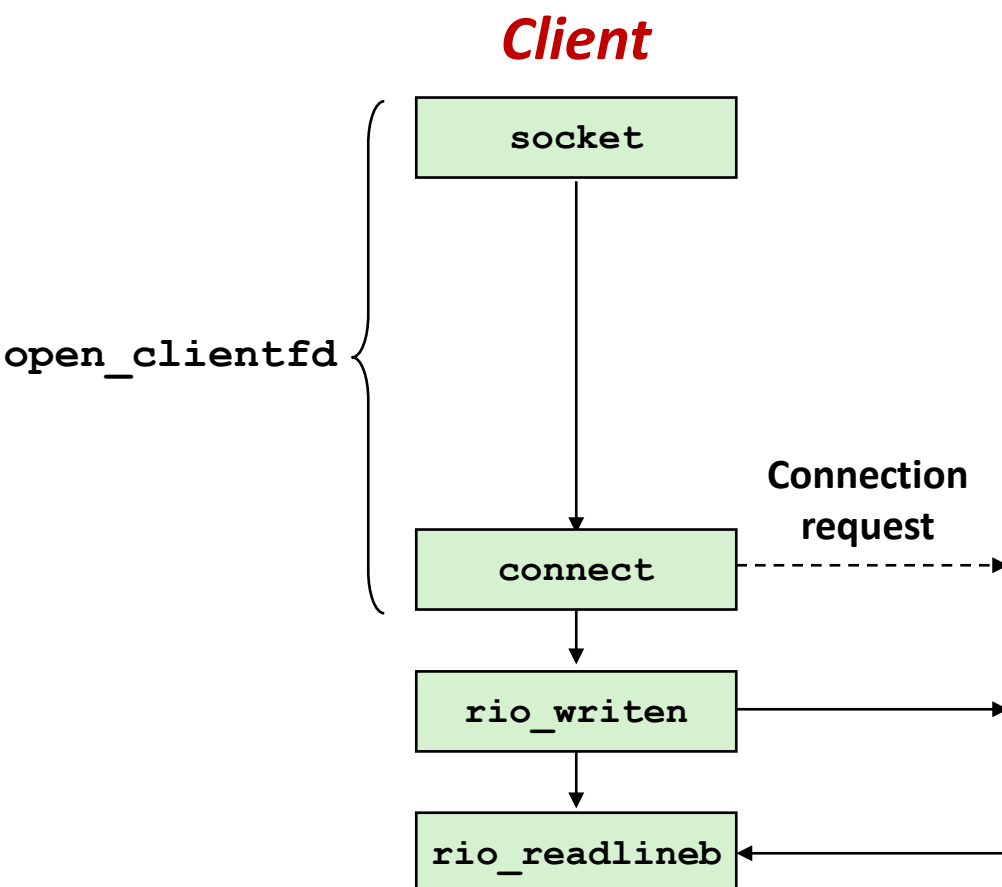 Client
socket
open_clientfd
Connection
request
connect
rio_writen
rio_readlineb